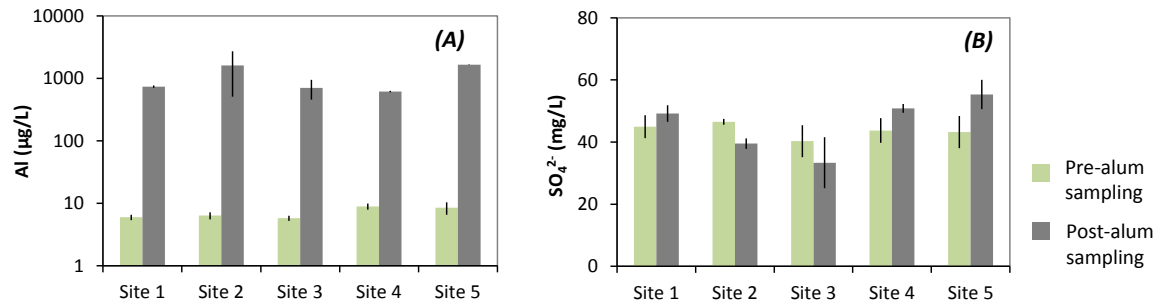 (A)
Al (µg/L)
10000
1000
100
10
1
Site 1 Site 2 Site 3 Site 4 Site 5
(B)
SO₄²⁻ (mg/L)
80
60
40
20
0
Site 1 Site 2 Site 3 Site 4 Site 5
Pre-alum
sampling
Post-alum
sampling